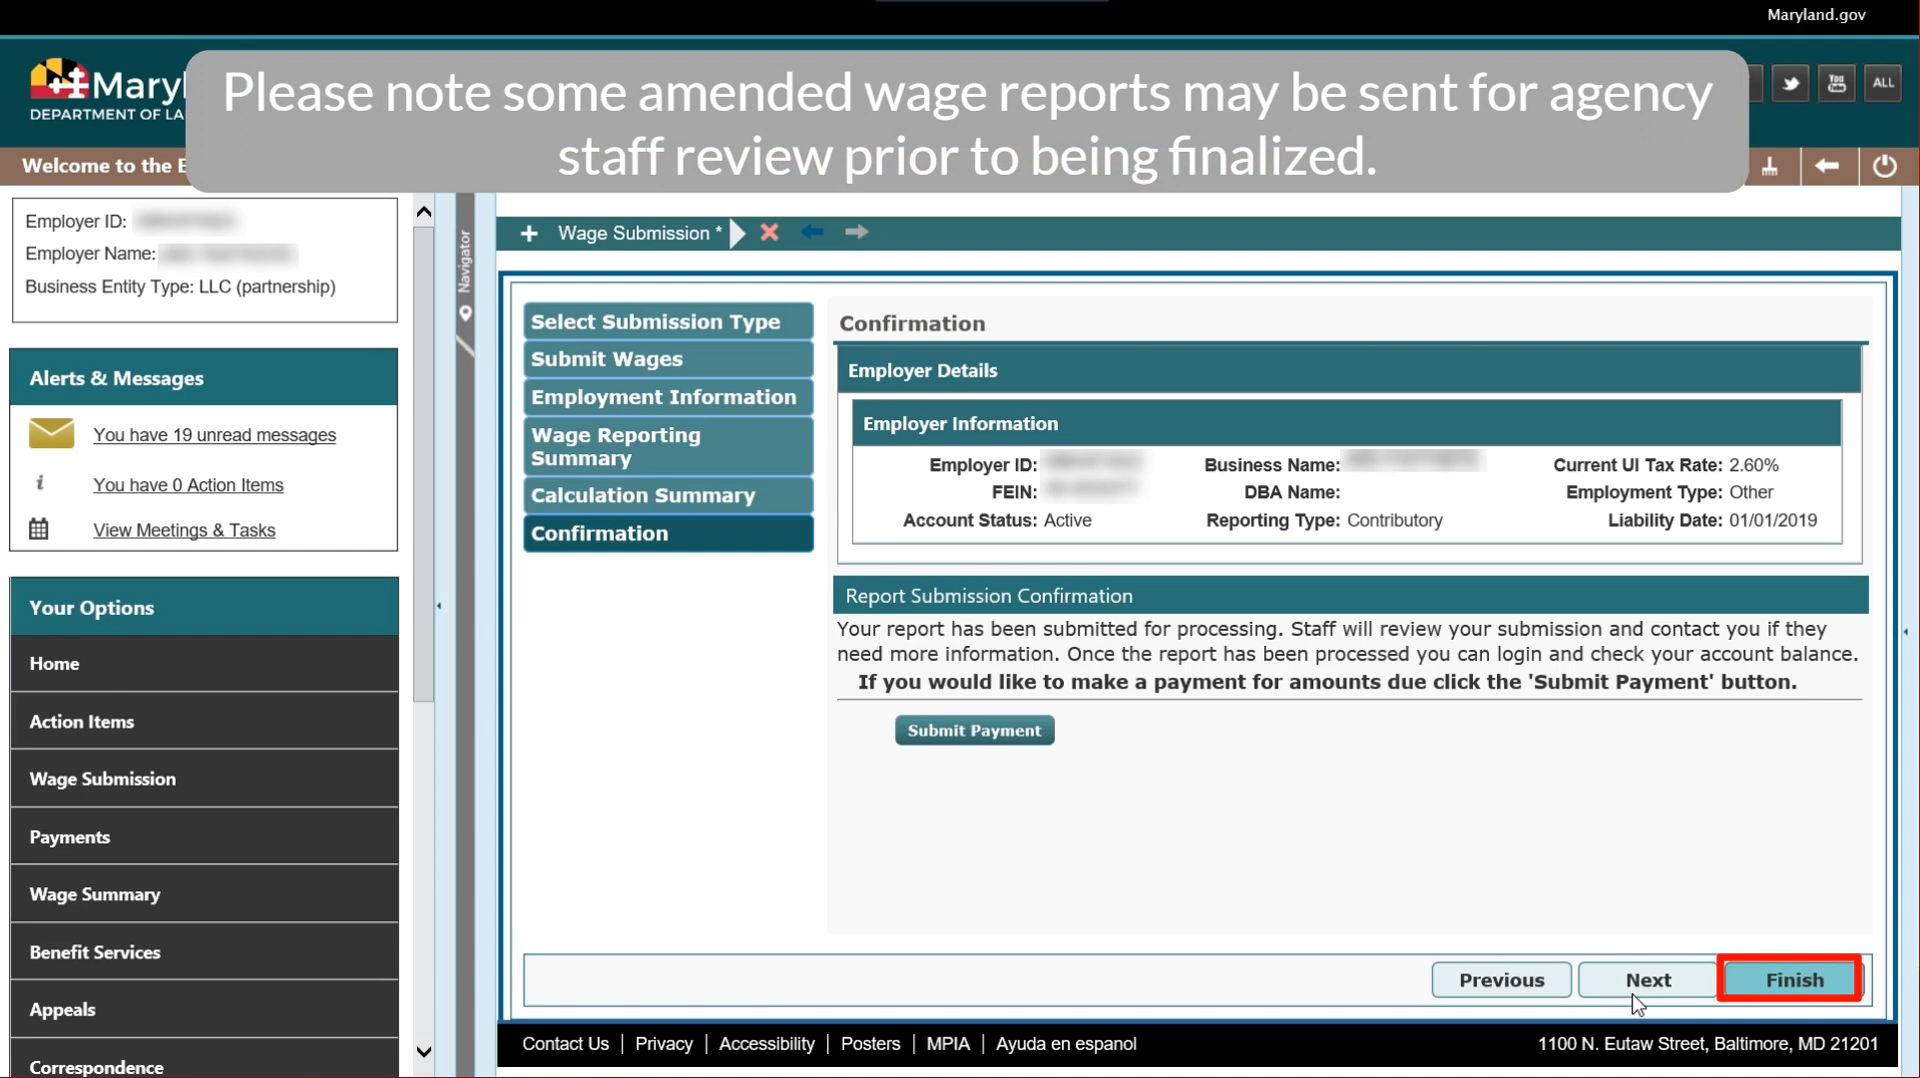 Maryland.gov
Please note some amended wage reports may be sent for agency
staff review prior to being finalized.
Mary
DEPARTMENT OF LA
You
ALL
Welcome to the E
Employer ID:
Employer Name:
Business Entity Type: LLC (partnership)
Alerts & Messages
You have 19 unread messages
You have 0 Action Items
View Meetings & Tasks
Your Options
Home
Action Items
Wage Submission
Payments
Wage Summary
Benefit Services
Appeals
Correspondence
Navigator
Wage Submission *
Select Submission Type
Submit Wages
Employment Information
Wage Reporting
Summary
Calculation Summary
Confirmation
Confirmation
Employer Details
Employer Information
Employer ID:
Business Name:
Current UI Tax Rate: 2.60%
FEIN:
DBA Name:
Employment Type: Other
Account Status: Active
Reporting Type: Contributory
Liability Date: 01/01/2019
Report Submission Confirmation
Your report has been submitted for processing. Staff will review your submission and contact you if they
need more information. Once the report has been processed you can login and check your account balance.
If you would like to make a payment for amounts due click the 'Submit Payment' button.
Submit Payment
Previous
Next
Finish
Contact Us | Privacy | Accessibility | Posters | MPIA | Ayuda en espanol
1100 N. Eutaw Street, Baltimore, MD 21201